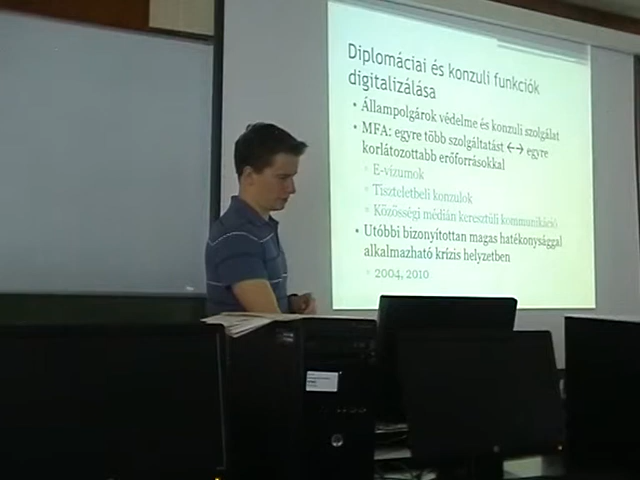 Diplomáciai és konzuli funkciók
digitalizálása
• Állampolgárok védelme és konzuli szolgálat
• MFA: egyre több szolgáltatást ↔ egyre
korlátozottabb erőforrásokkal
▫ E-vízumok
▫ Tiszteletbeli konzulok
▫ Közösségi médián keresztüli kommunikáció
• Utóbbi bizonyítottan magas hatékonysággal
alkalmazható krízis helyzetben
▫ 2004, 2010